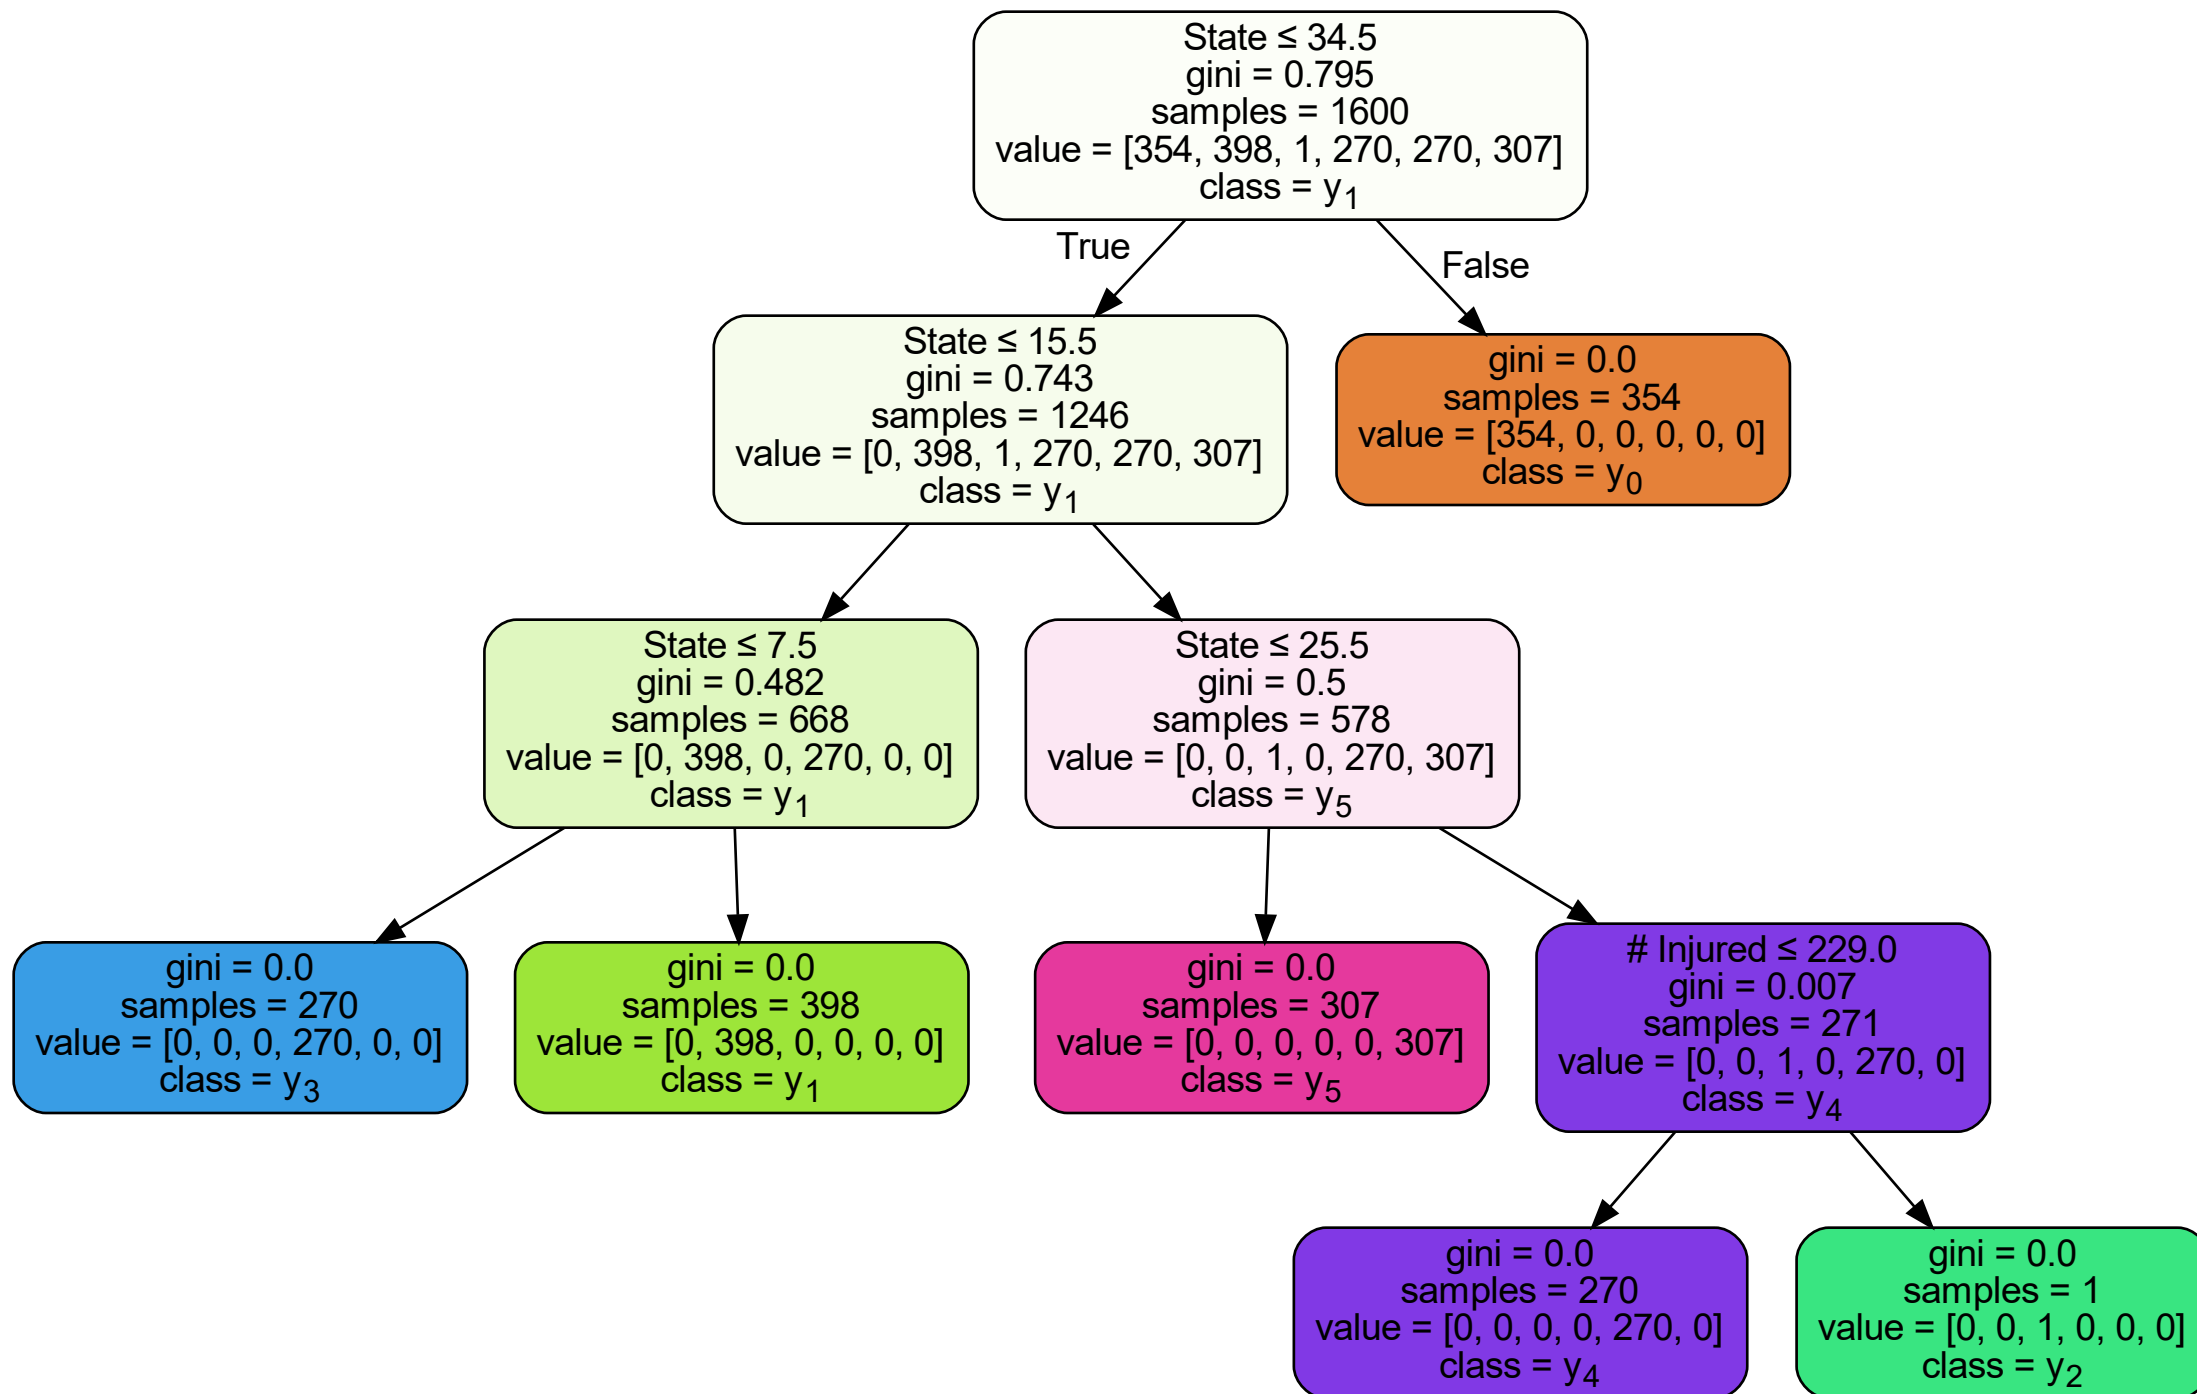 State ≤ 34.5
gini = 0.795
samples = 1600
value = [354, 398, 1, 270, 270, 307]
class = y1
True
False
State ≤ 15.5
gini = 0.743
samples = 1246
value = [0, 398, 1, 270, 270, 307]
class = y1
gini = 0.0
samples = 354
value = [354, 0, 0, 0, 0, 0]
class = y0
State ≤ 7.5
gini = 0.482
samples = 668
value = [0, 398, 0, 270, 0, 0]
class = y1
State ≤ 25.5
gini = 0.5
samples = 578
value = [0, 0, 1, 0, 270, 307]
class = y5
gini = 0.0
samples = 270
value = [0, 0, 0, 270, 0, 0]
class = y3
gini = 0.0
samples = 398
value = [0, 398, 0, 0, 0, 0]
class = y1
gini = 0.0
samples = 307
value = [0, 0, 0, 0, 0, 307]
class = y5
# Injured ≤ 229.0
gini = 0.007
samples = 271
value = [0, 0, 1, 0, 270, 0]
class = y4
gini = 0.0
samples = 270
value = [0, 0, 0, 0, 270, 0]
class = y4
gini = 0.0
samples = 1
value = [0, 0, 1, 0, 0, 0]
class = y2